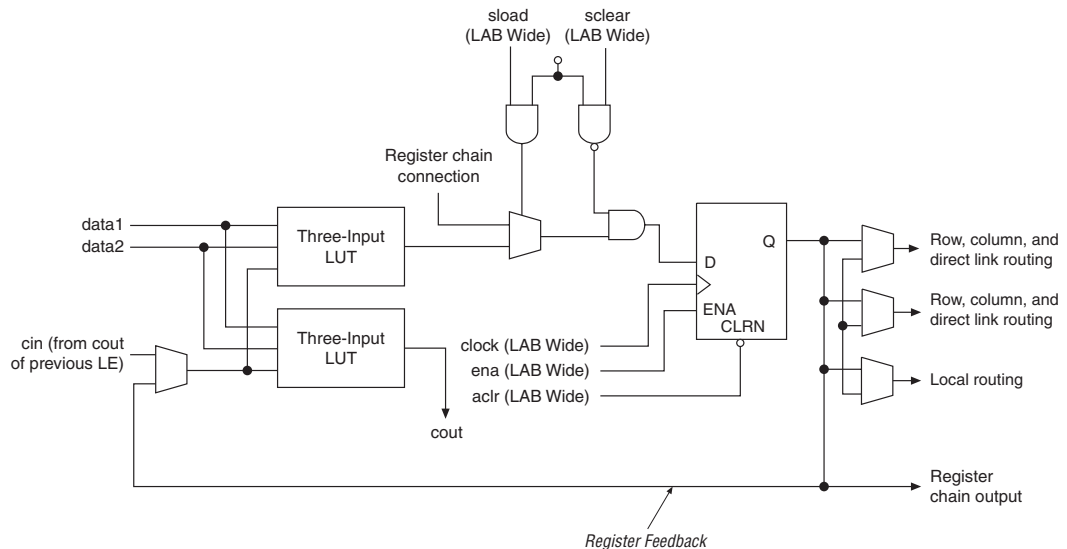 sload
(LAB Wide)
sclear
(LAB Wide)
Register chain
connection
data1
data2
Three-Input
LUT
Three-Input
LUT
cin (from cout
of previous LE)
cout
D
Q
ENA
CLRN
clock (LAB Wide)
ena (LAB Wide)
aclr (LAB Wide)
Row, column, and
direct link routing
Row, column, and
direct link routing
Local routing
Register
chain output
Register Feedback